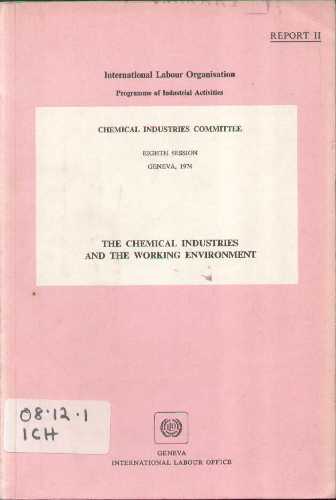 REPORT II
International Labour Organisation
Programme of Industrial Activities
CHEMICAL INDUSTRIES COMMITTEE
EIGHTH SESSION
GENEVA, 1974
THE CHEMICAL INDUSTRIES
AND THE WORKING ENVIRONMENT
08.12.1
ICH
GENEVA
INTERNATIONAL LABOUR OFFICE